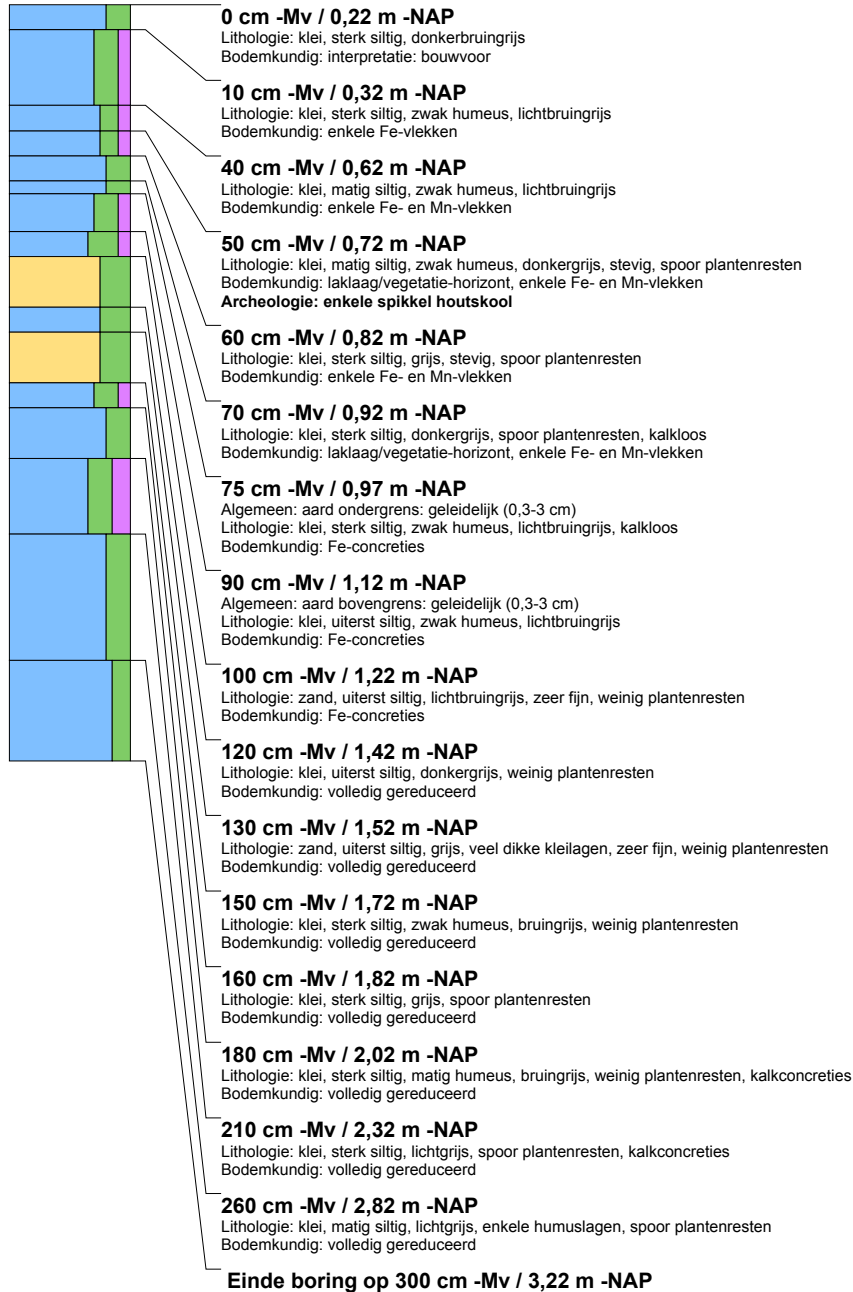 0 cm -Mv / 0,22 m -NAP
Lithologie: klei, sterk siltig, donkerbruingrijs
Bodemkundig: interpretatie: bouwvoor
10 cm -Mv / 0,32 m -NAP
Lithologie: klei, sterk siltig, zwak humeus, lichtbruingrijs
Bodemkundig: enkele Fe-vlekken
40 cm -Mv / 0,62 m -NAP
Lithologie: klei, matig siltig, zwak humeus, lichtbruingrijs
Bodemkundig: enkele Fe- en Mn-vlekken
50 cm -Mv / 0,72 m -NAP
Lithologie: klei, matig siltig, zwak humeus, donkergrijs, stevig, spoor plantenresten
Bodemkundig: laklaag/vegetatie-horizont, enkele Fe- en Mn-vlekken
Archeologie: enkele spikkel houtskool
60 cm -Mv / 0,82 m -NAP
Lithologie: klei, sterk siltig, grijs, stevig, spoor plantenresten
Bodemkundig: enkele Fe- en Mn-vlekken
70 cm -Mv / 0,92 m -NAP
Lithologie: klei, sterk siltig, donkergrijs, spoor plantenresten, kalkloos
Bodemkundig: laklaag/vegetatie-horizont, enkele Fe- en Mn-vlekken
75 cm -Mv / 0,97 m -NAP
Algemeen: aard ondergrens: geleidelijk (0,3-3 cm)
Lithologie: klei, sterk siltig, zwak humeus, lichtbruingrijs, kalkloos
Bodemkundig: Fe-concreties
90 cm -Mv / 1,12 m -NAP
Algemeen: aard bovengrens: geleidelijk (0,3-3 cm)
Lithologie: klei, uiterst siltig, zwak humeus, lichtbruingrijs
Bodemkundig: Fe-concreties
100 cm -Mv / 1,22 m -NAP
Lithologie: zand, uiterst siltig, lichtbruingrijs, zeer fijn, weinig plantenresten
Bodemkundig: Fe-concreties
120 cm -Mv / 1,42 m -NAP
Lithologie: klei, uiterst siltig, donkergrijs, weinig plantenresten
Bodemkundig: volledig gereduceerd
130 cm -Mv / 1,52 m -NAP
Lithologie: zand, uiterst siltig, grijs, veel dikke kleilagen, zeer fijn, weinig plantenresten
Bodemkundig: volledig gereduceerd
150 cm -Mv / 1,72 m -NAP
Lithologie: klei, sterk siltig, zwak humeus, bruingrijs, weinig plantenresten
Bodemkundig: volledig gereduceerd
160 cm -Mv / 1,82 m -NAP
Lithologie: klei, sterk siltig, grijs, spoor plantenresten
Bodemkundig: volledig gereduceerd
180 cm -Mv / 2,02 m -NAP
Lithologie: klei, sterk siltig, matig humeus, bruingrijs, weinig plantenresten, kalkconcreties
Bodemkundig: volledig gereduceerd
210 cm -Mv / 2,32 m -NAP
Lithologie: klei, sterk siltig, lichtgrijs, spoor plantenresten, kalkconcreties
Bodemkundig: volledig gereduceerd
260 cm -Mv / 2,82 m -NAP
Lithologie: klei, matig siltig, lichtgrijs, enkele humuslagen, spoor plantenresten
Bodemkundig: volledig gereduceerd
Einde boring op 300 cm -Mv / 3,22 m -NAP